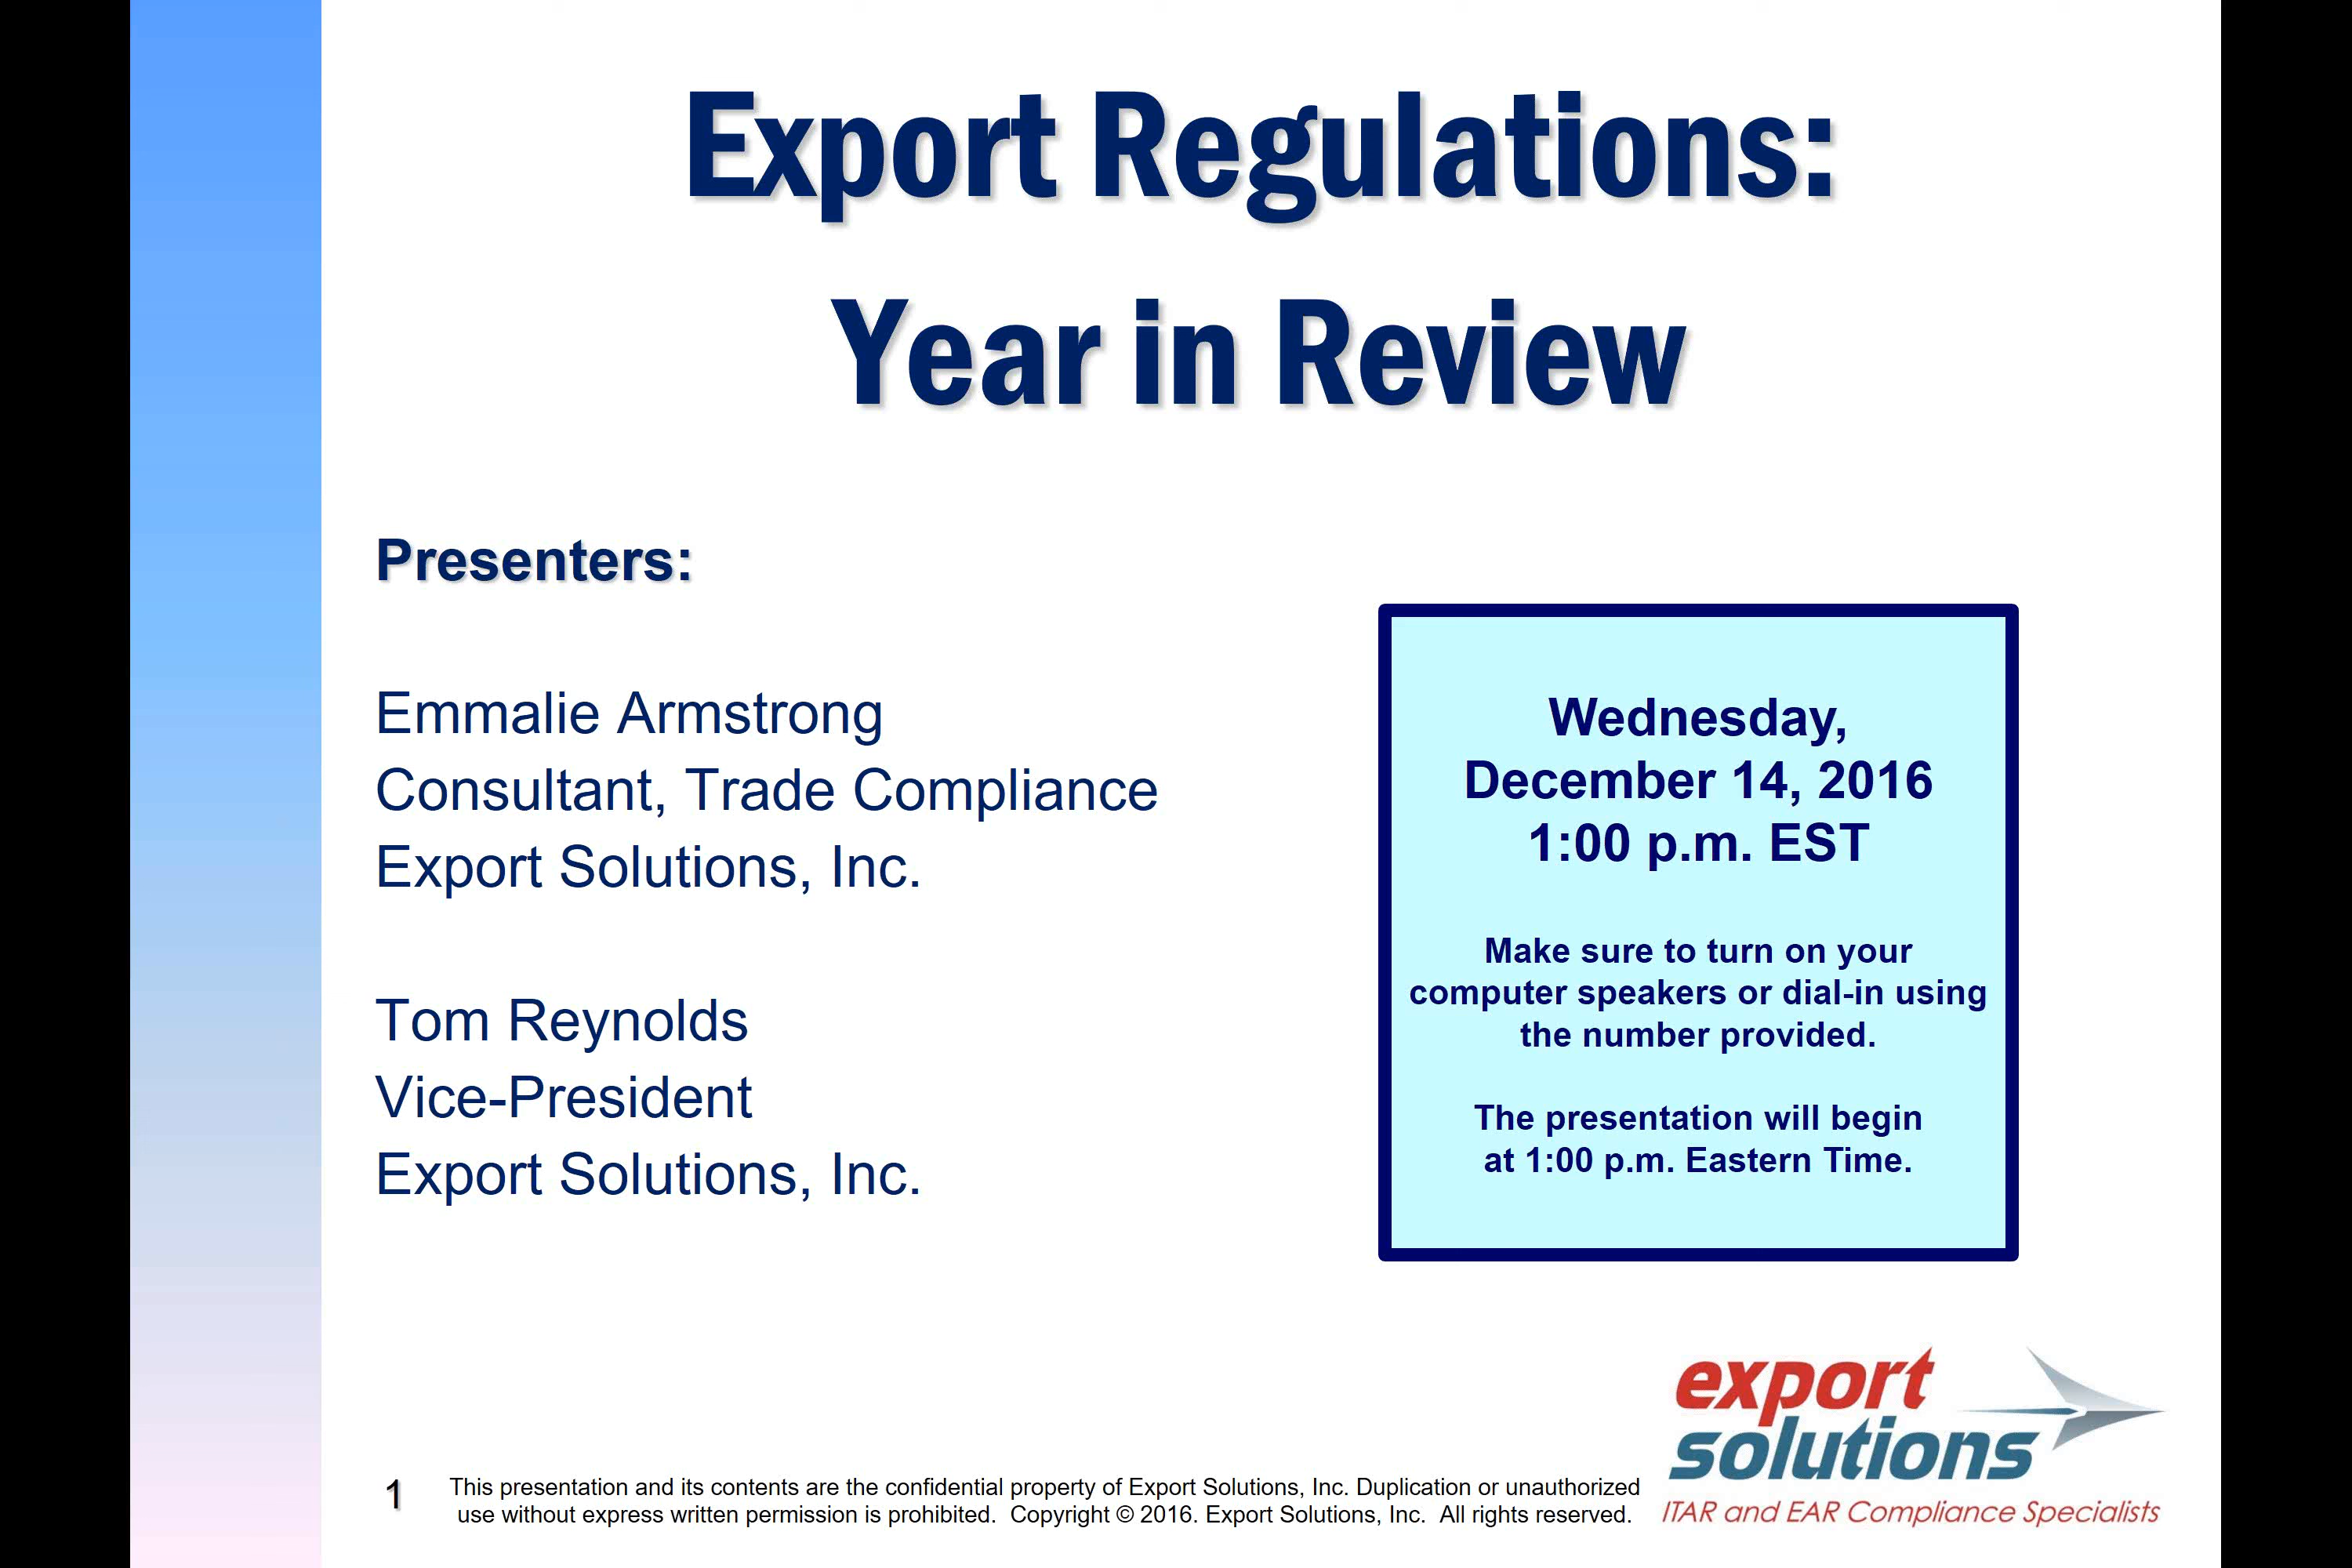 Export Regulations:
Year in Review
Presenters:
Emmalie Armstrong
Consultant, Trade Compliance
Export Solutions, Inc.
Tom Reynolds
Vice-President
Export Solutions, Inc.
Wednesday,
December 14, 2016
1:00 p.m. EST
Make sure to turn on your
computer speakers or dial-in using
the number provided.
The presentation will begin
at 1:00 p.m. Eastern Time.
export
solutions
ITAR and EAR Compliance Specialists
1
This presentation and its contents are the confidential property of Export Solutions, Inc. Duplication or unauthorized
use without express written permission is prohibited.  Copyright © 2016. Export Solutions, Inc.  All rights reserved.